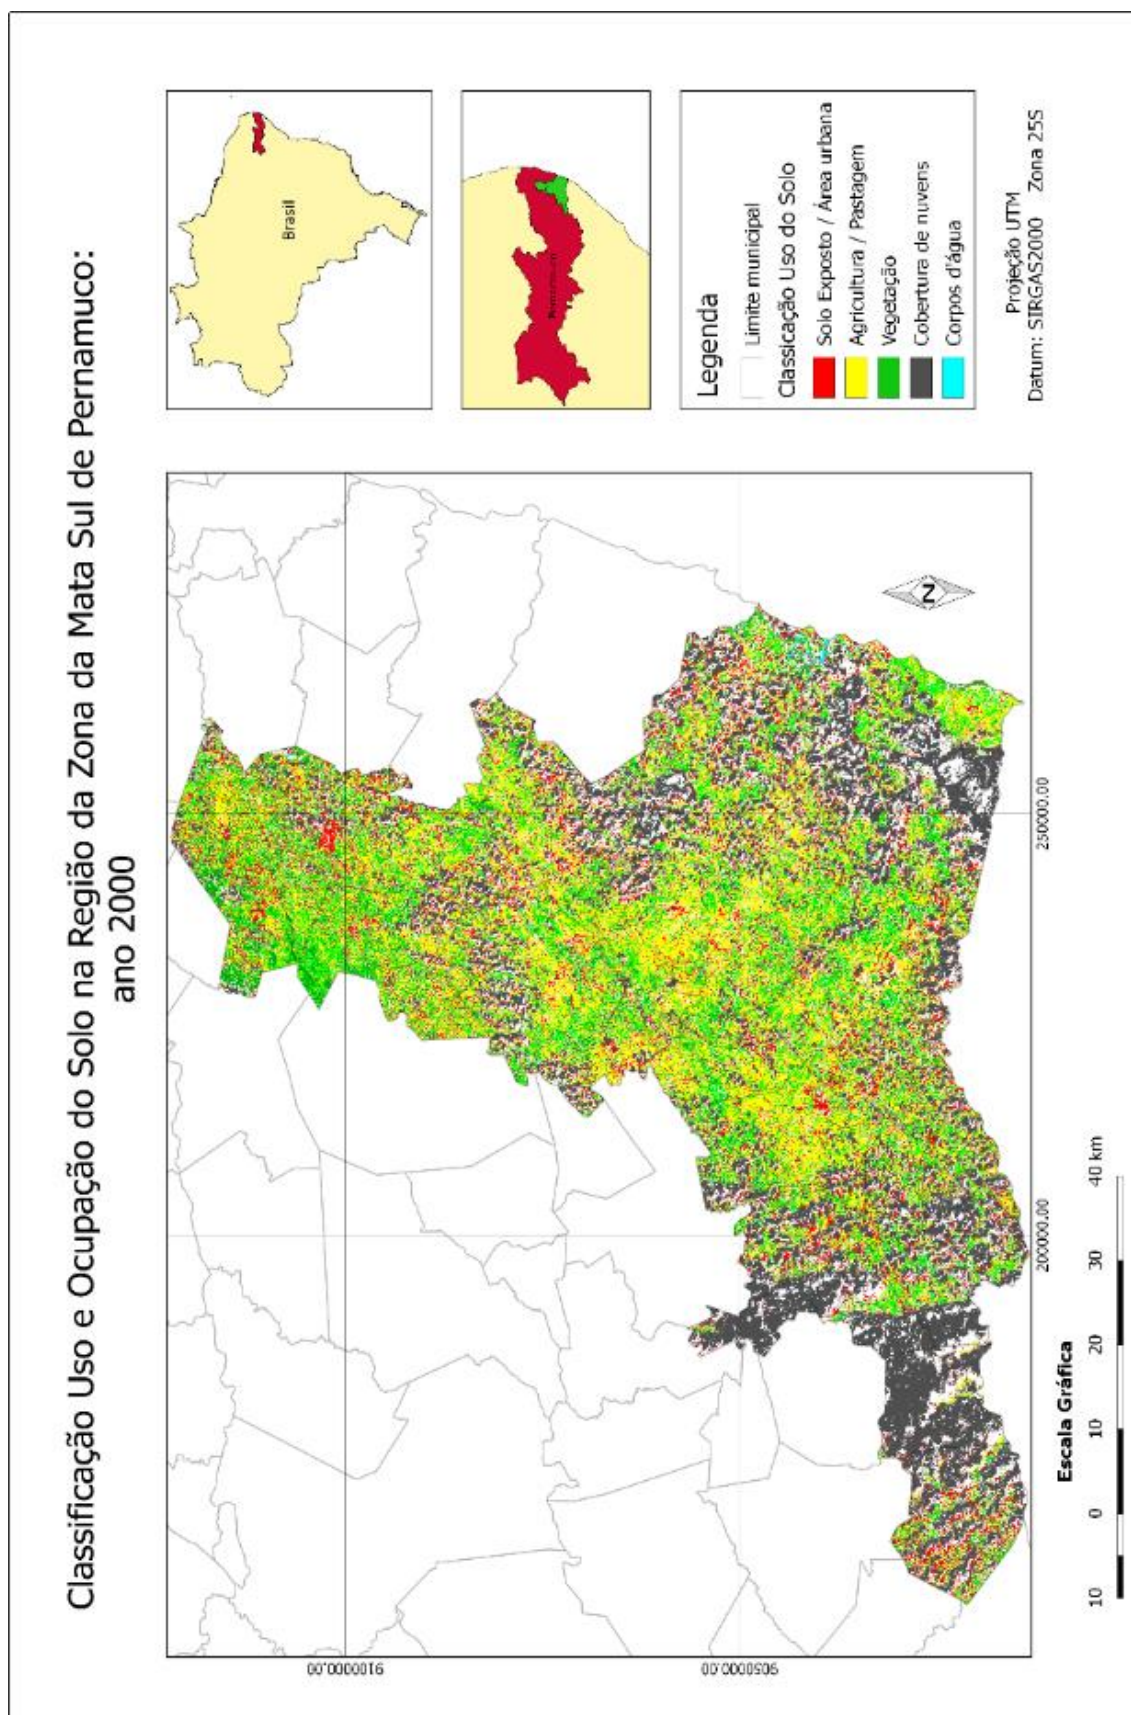 Classificação Uso e Ocupação do Solo na Região da Zona da Mata Sul de Pernamuco:
ano 2000
Brasil
Legenda
Limite municipal
Classicação Uso do Solo
Solo Exposto / Área urbana
Agricultura / Pastagem
Vegetação
Cobertura de nuvens
Corpos d'água
Projeção UTM
Datum: SIRGAS2000 Zona 25S
9100000.00
9050000.00
200000.00
250000.00
N
Escala Gráfica
10 0 10 20 30 40 km